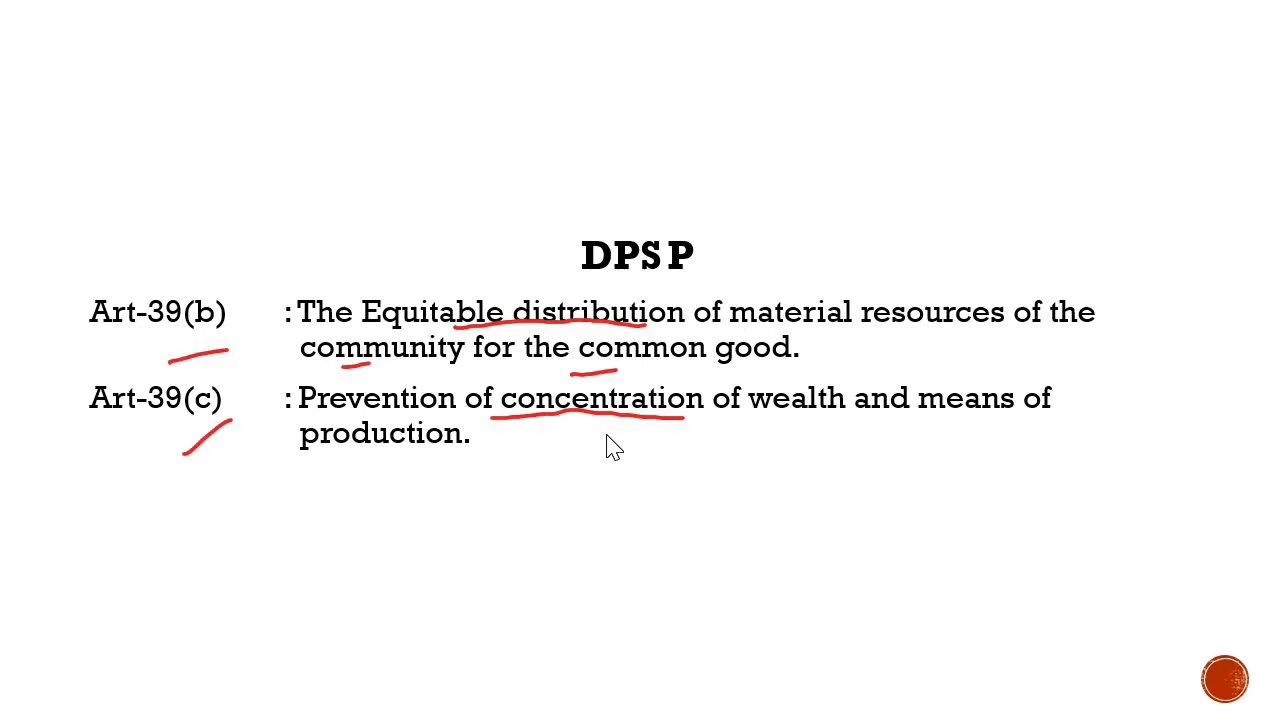 DPSP
Art-39(b) : The Equitable distribution of material resources of the
community for the common good.
Art-39(c) : Prevention of concentration of wealth and means of
production.